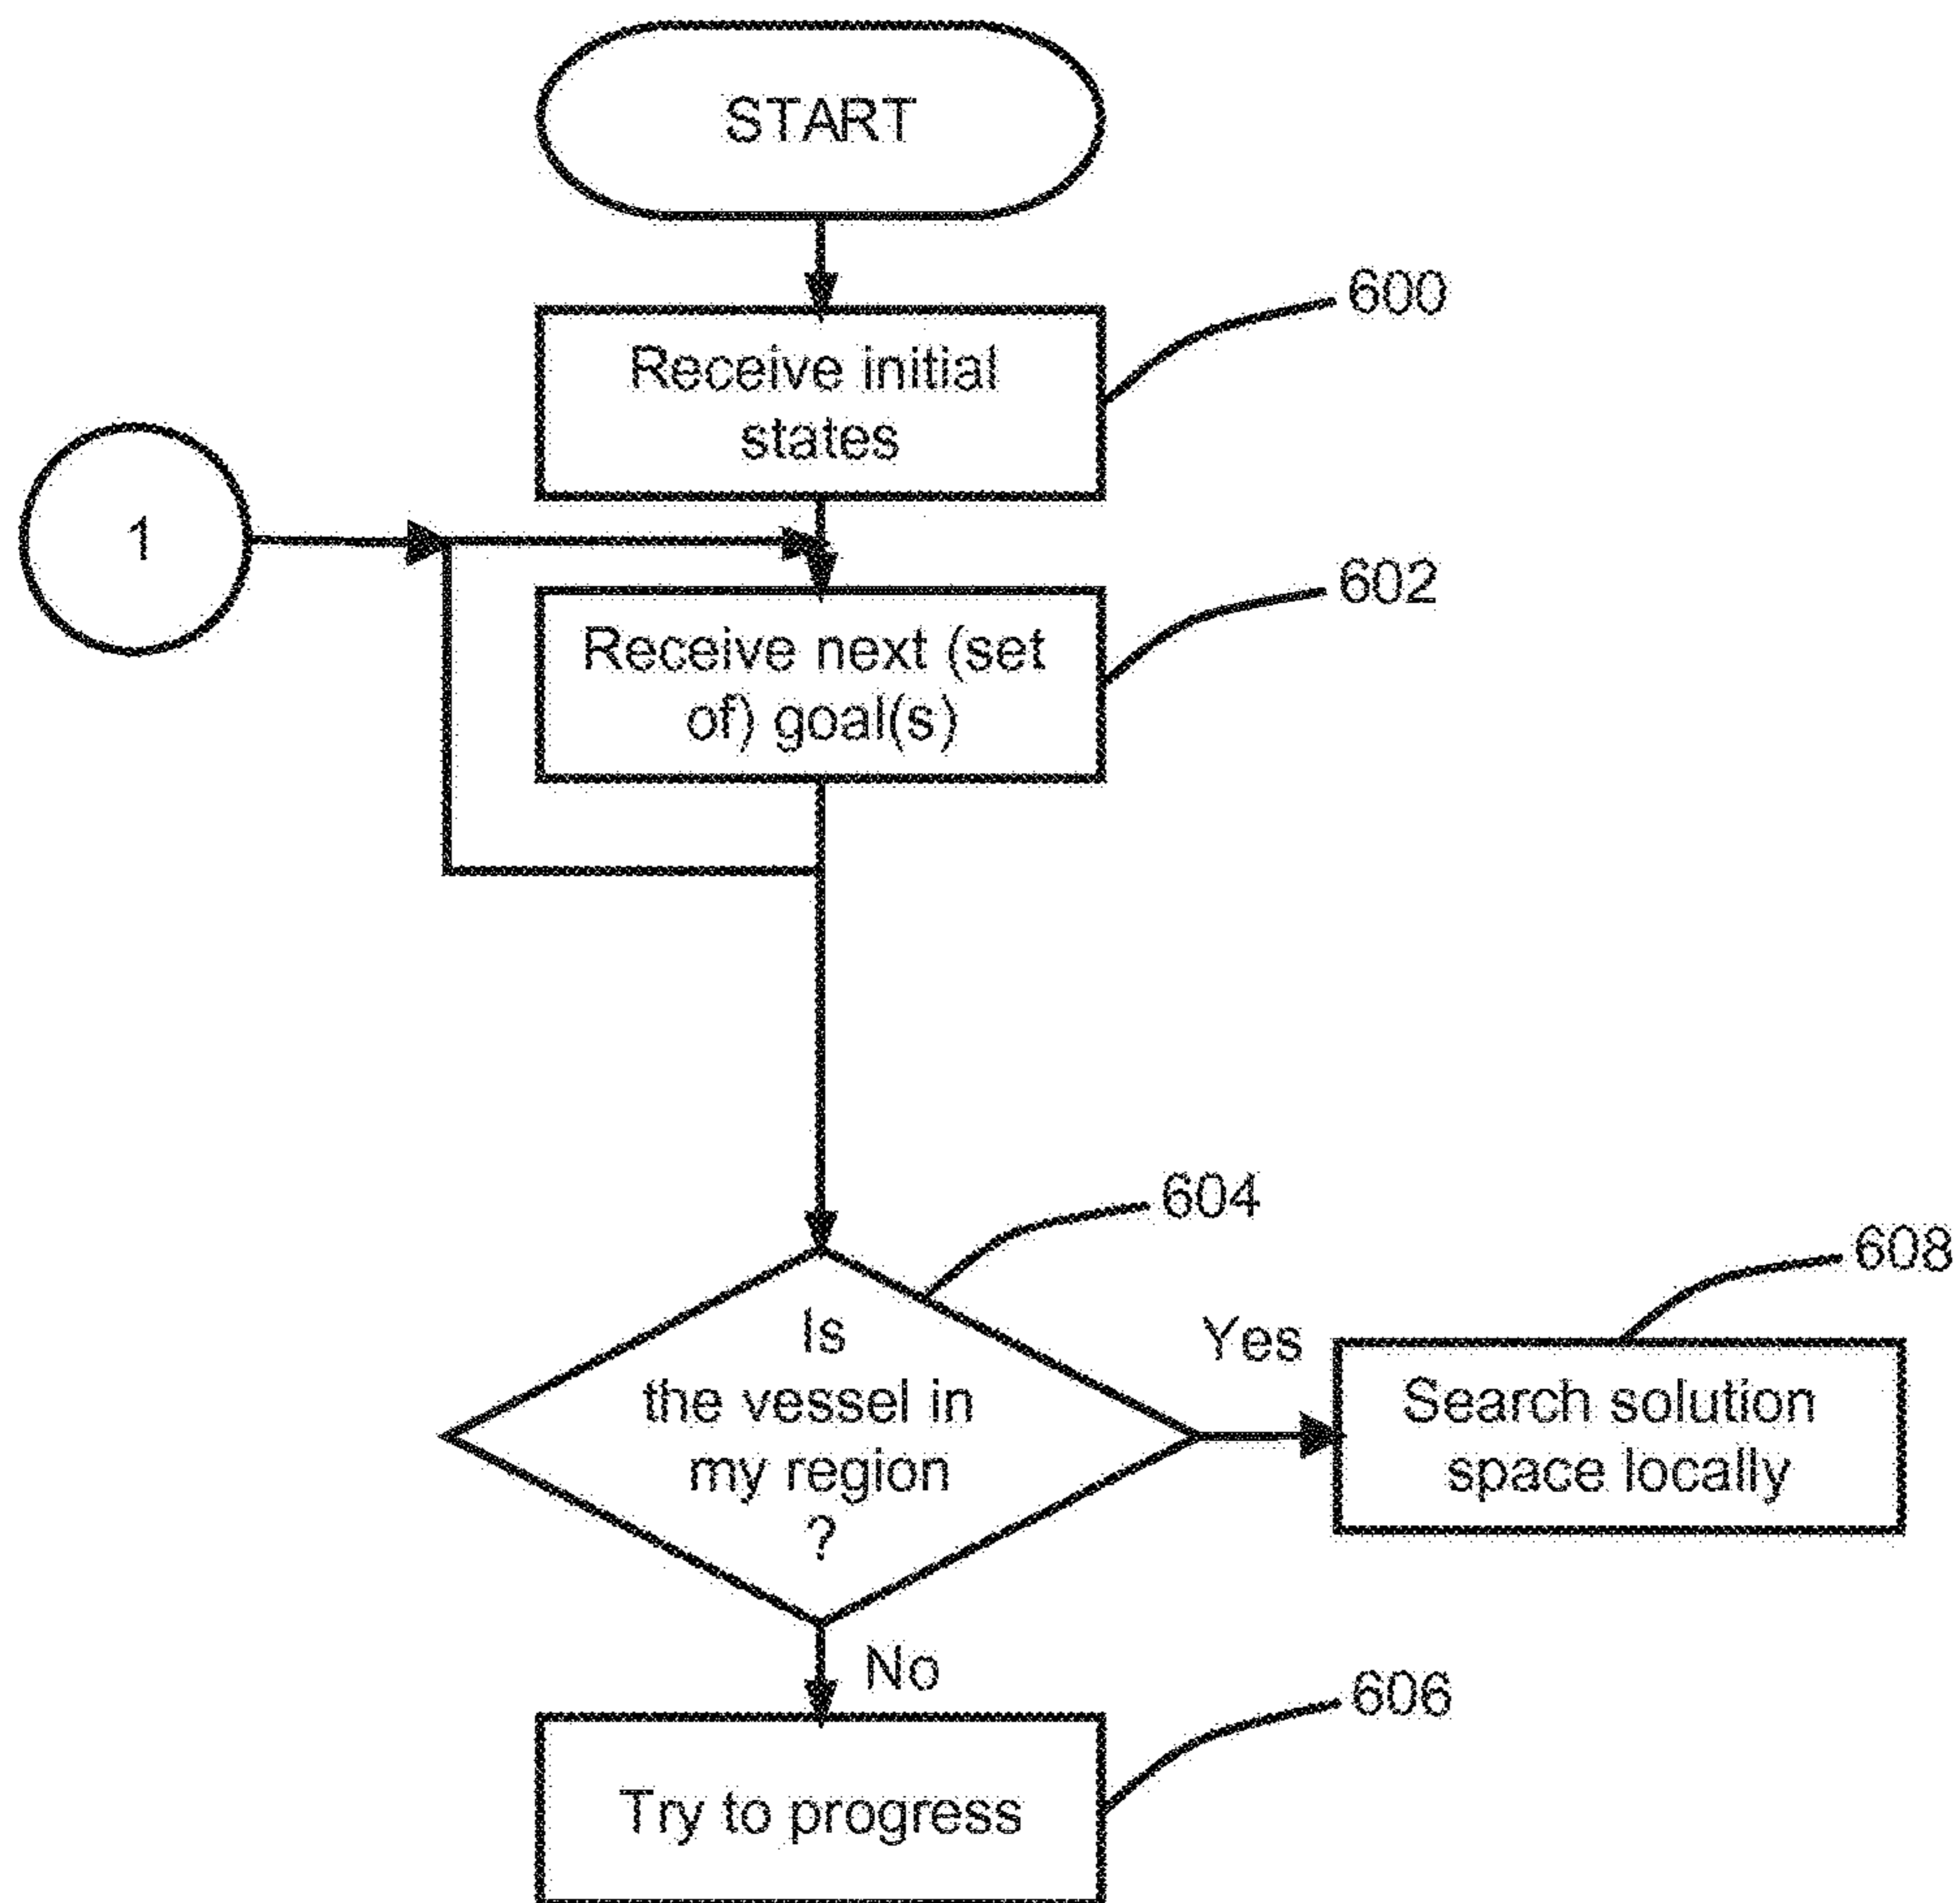 START
600
Receive initial
states
1
602
Receive next (set
of) goal(s)
604
608
Is
the vessel in
my region
?
Yes
Search solution
space locally
No
606
Try to progress